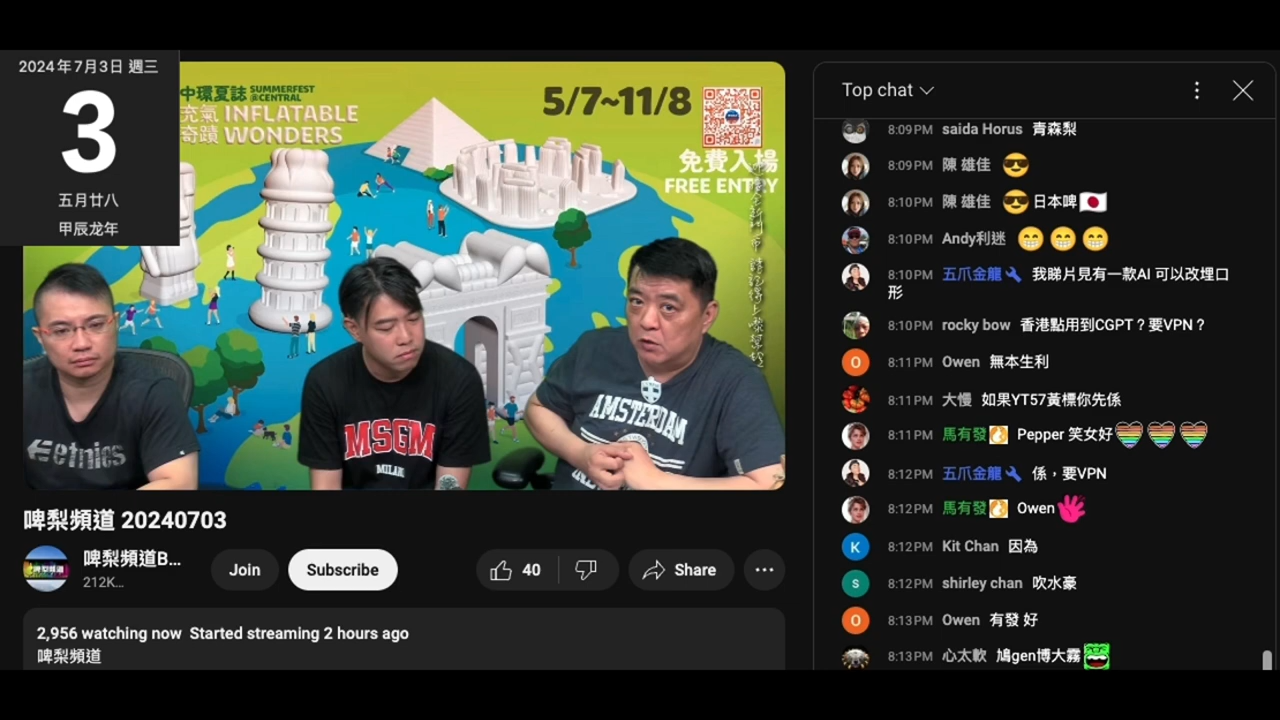 2024年7月3日 週三
3
五月廿八
甲辰龙年
中環夏誌 SUMMERFEST @CENTRAL
充氣 INFLATABLE
奇蹟 WONDERS
5/7~11/8
免費入場
FREE ENTRY
etnies
MSGM
MILAN
AMSTERDAM
啤梨頻道 20240703
啤梨頻道B...
212K...
Join
Subscribe
40
Share
2,956 watching now Started streaming 2 hours ago
啤梨頻道
Top chat
8:09PM saida Horus 青森梨
8:09PM 陳 雄佳 😎
8:10PM 陳 雄佳 😎日本啤🇯🇵
8:10PM Andy利迷 😁😁😁
8:10PM 五爪金龍 我睇片見有一款AI 可以改埋口
形
8:10PM rocky bow 香港點用到CGPT？要VPN？
8:11PM Owen 無本生利
8:11PM 大慢 如果YT57黃標你先係
8:11PM 馬有發 Pepper 笑女好
8:12PM 五爪金龍 係，要VPN
8:12PM 馬有發 Owen
8:12PM Kit Chan 因為
8:12PM shirley chan 吹水豪
8:13PM Owen 有發 好
8:13PM 心太軟 鳩gen博大霧